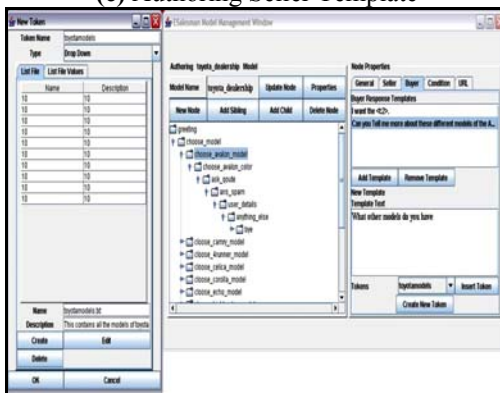 (c) Authoring Seller Template
New Token
Token Name toyotamodels
Type Drop Down
List File List File Values
Name Description
10 10
10 10
10 10
10 10
10 10
10 10
10 10
10 10
10 10
10 10
Name toyotamodels.txt
Description This contains all the models of toyota
Create Edit
Delete
OK Cancel
ESalesman Model Management Window
Authoring toyota_dealership Model
Model Name toyota_dealership Update Node Properties
New Node Add Sibling Add Child Delete Node
greeting
choose_model
choose_avalon_model
choose_avalon_color
ask_qoute
ans_spam
user_details
anything_else
bye
choose_camry_model
choose_4runner_model
choose_celica_model
choose_corolla_model
choose_echo_model
Node Properties
General Seller Buyer Condition URL
Buyer Response Templates
I want the <t2>.
Can you Tell me more about these different models of the A...
Add Template Remove Template
New Template
Template Text
What other models do you have
Tokens toyotamodels Insert Token
Create New Token